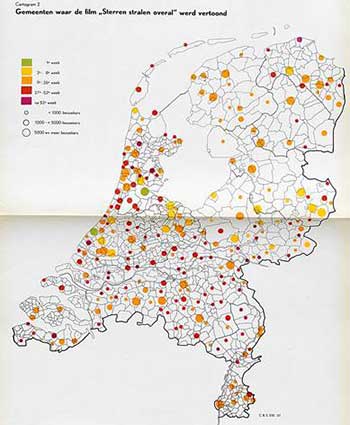 Cartogram 2
Gemeenten waar de film „Sterren stralen overal” werd vertoond
1e week
2e- 8e week
9e- 26e week
27e- 52e week
na 52e week
< 1000 bezoekers
1000 - < 5000 bezoekers
5000 en meer bezoekers